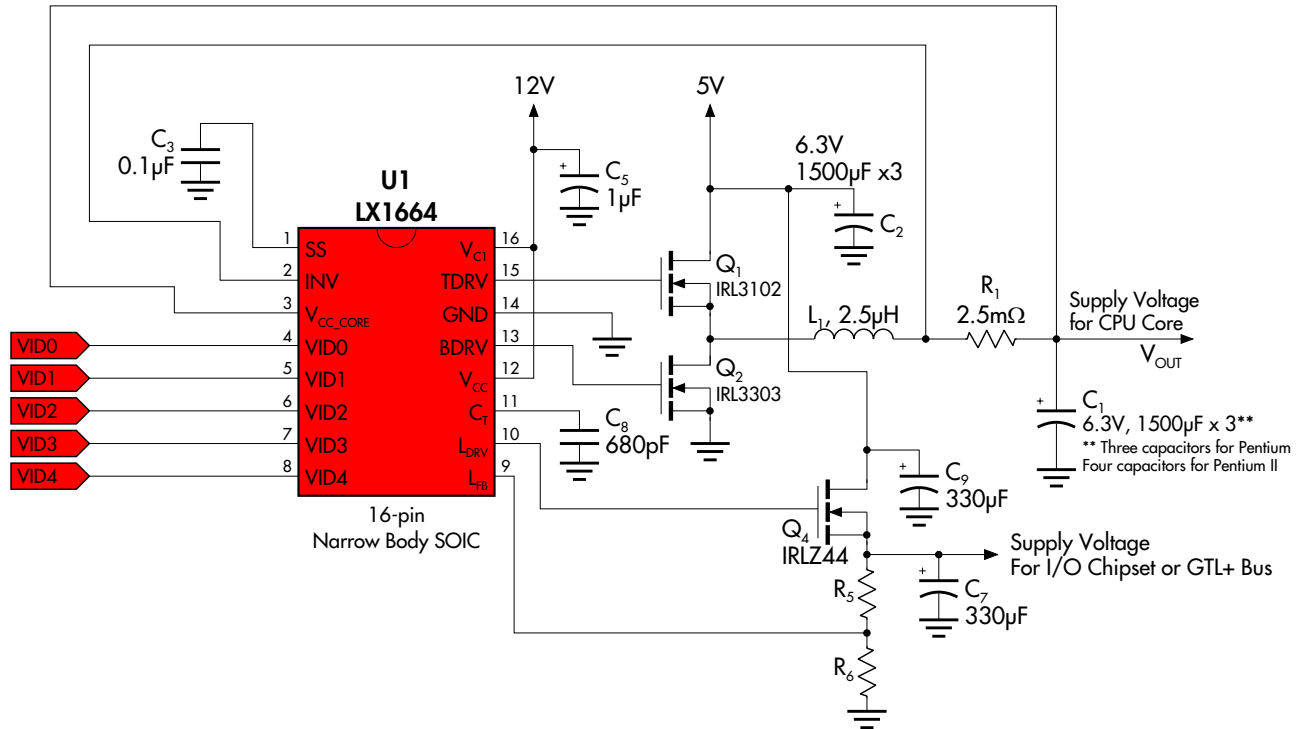 12V
5V
C3
0.1µF
6.3V
1500µF x3
+
C5
1µF
+
C2
U1
LX1664
1
SS
VC1
16
2
INV
TDRV
15
3
VCC_CORE
GND
14
4
VID0
BDRV
13
5
VID1
VCC
12
6
VID2
CT
11
7
VID3
LDRV
10
8
VID4
LFB
9
VID0
VID1
VID2
VID3
VID4
16-pin
Narrow Body SOIC
Q1
IRL3102
L1, 2.5µH
R1
2.5mΩ
Supply Voltage
for CPU Core
VOUT
Q2
IRL3303
C8
680pF
+
C1
6.3V, 1500µF x 3**
** Three capacitors for Pentium
Four capacitors for Pentium II
+
C9
330µF
Q4
IRLZ44
Supply Voltage
For I/O Chipset or GTL+ Bus
+
C7
330µF
R5
R6